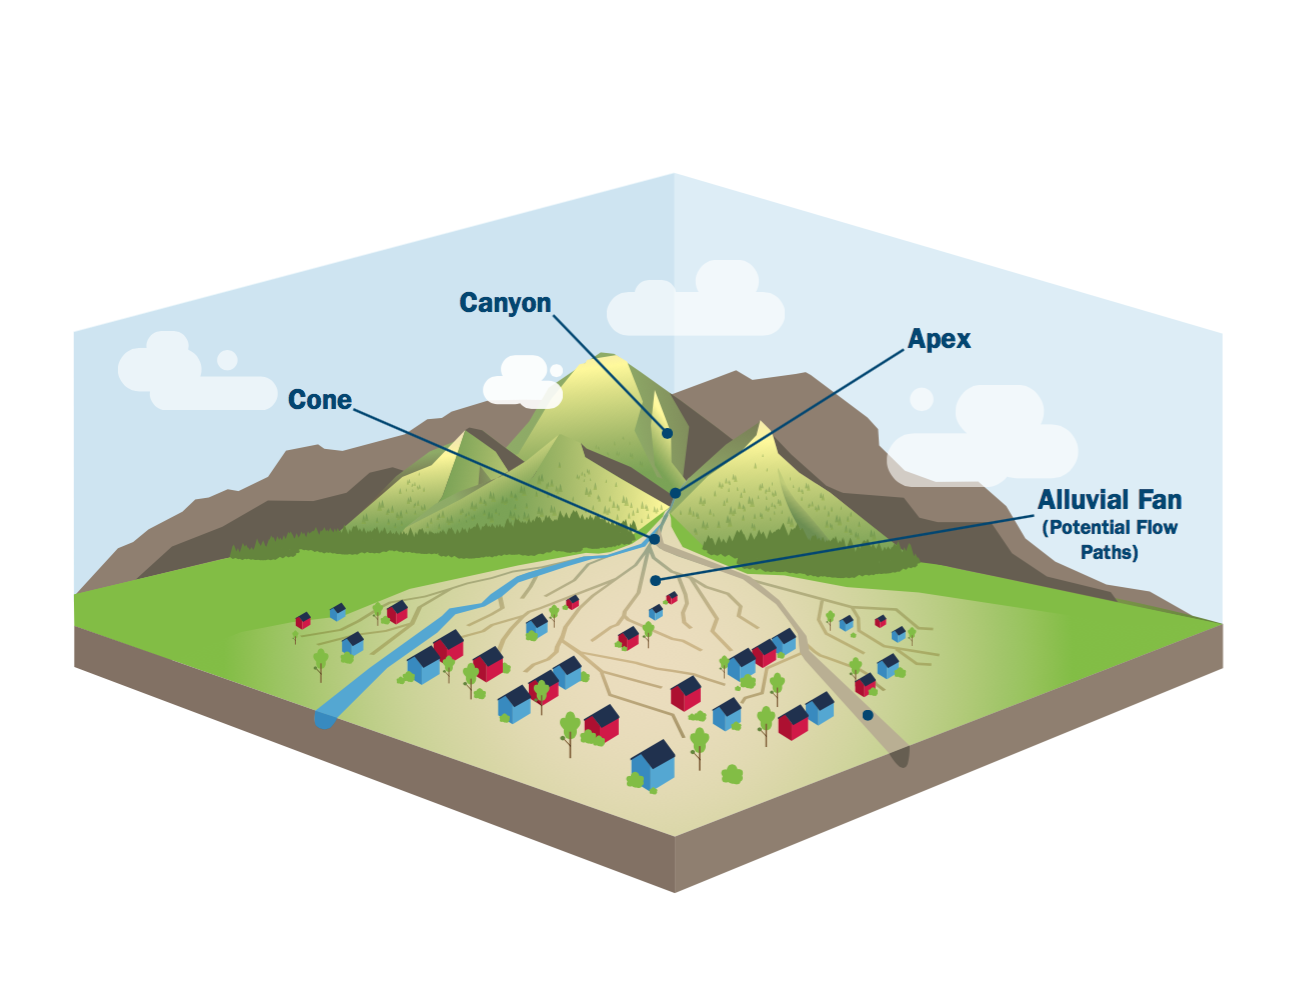 Canyon
Apex
Cone
Alluvial Fan
(Potential Flow
Paths)